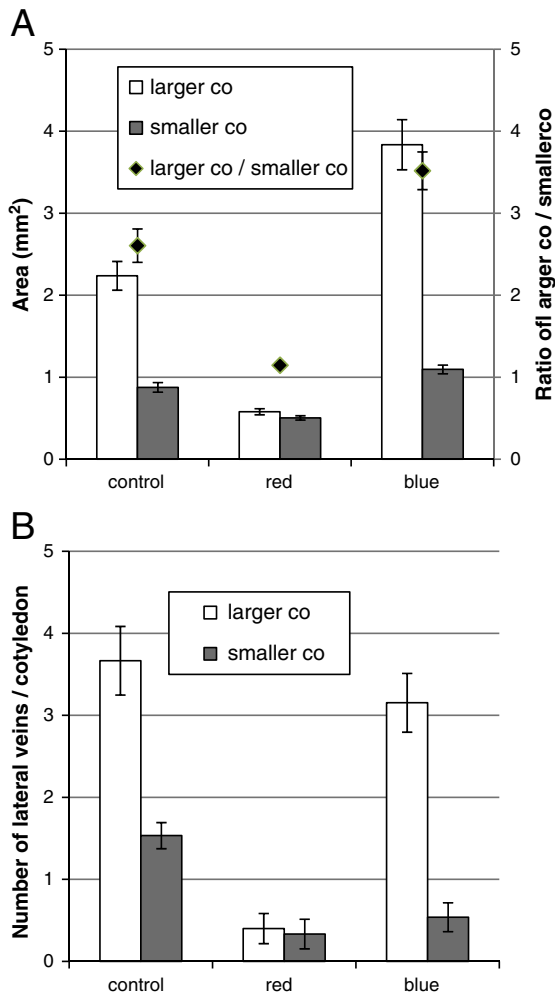 A
5
4
3
2
1
0
Area (mm²)
larger co
smaller co
larger co / smaller co
5
4
3
2
1
0
Ratio ofl arger co / smallerco
control
red
blue
B
5
4
3
2
1
0
Number of lateral veins / cotyledon
larger co
smaller co
control
red
blue